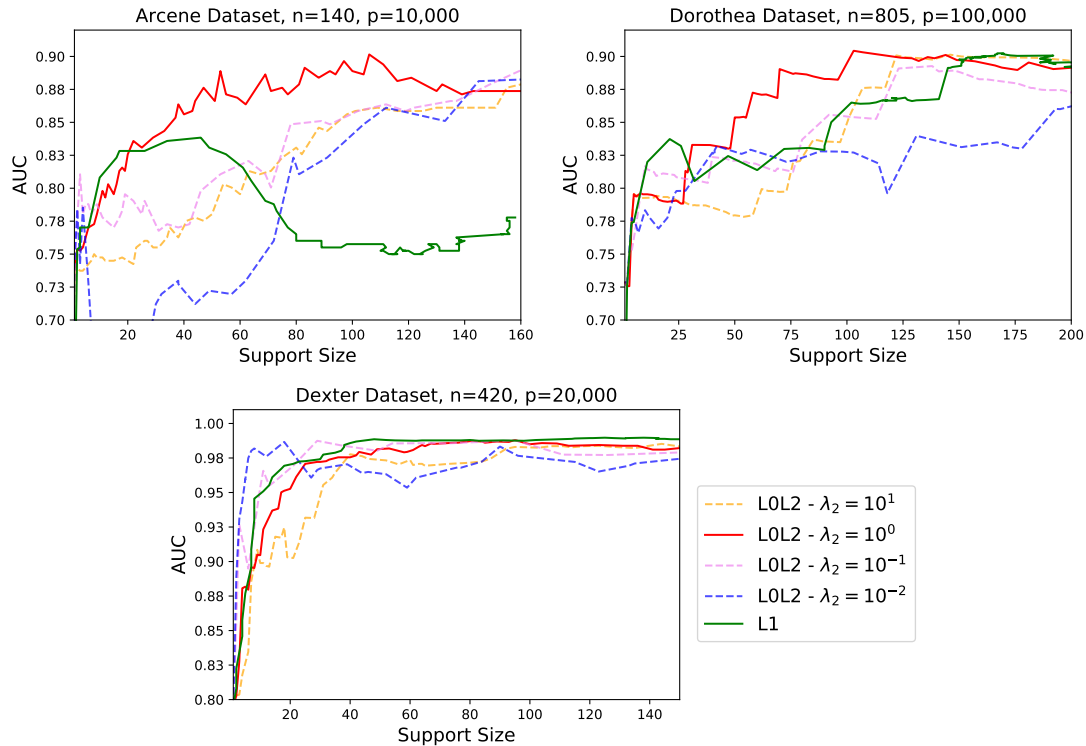 Arcene Dataset, n=140, p=10,000
AUC
0.90
0.88
0.85
0.83
0.80
0.78
0.75
0.73
0.70
20 40 60 80 100 120 140 160
Support Size
Dorothea Dataset, n=805, p=100,000
AUC
0.90
0.88
0.85
0.83
0.80
0.78
0.75
0.73
0.70
25 50 75 100 125 150 175 200
Support Size
Dexter Dataset, n=420, p=20,000
AUC
1.00
0.98
0.95
0.93
0.90
0.88
0.85
0.83
0.80
20 40 60 80 100 120 140
Support Size
L0L2 - λ₂ = 10¹
L0L2 - λ₂ = 10⁰
L0L2 - λ₂ = 10⁻¹
L0L2 - λ₂ = 10⁻²
L1